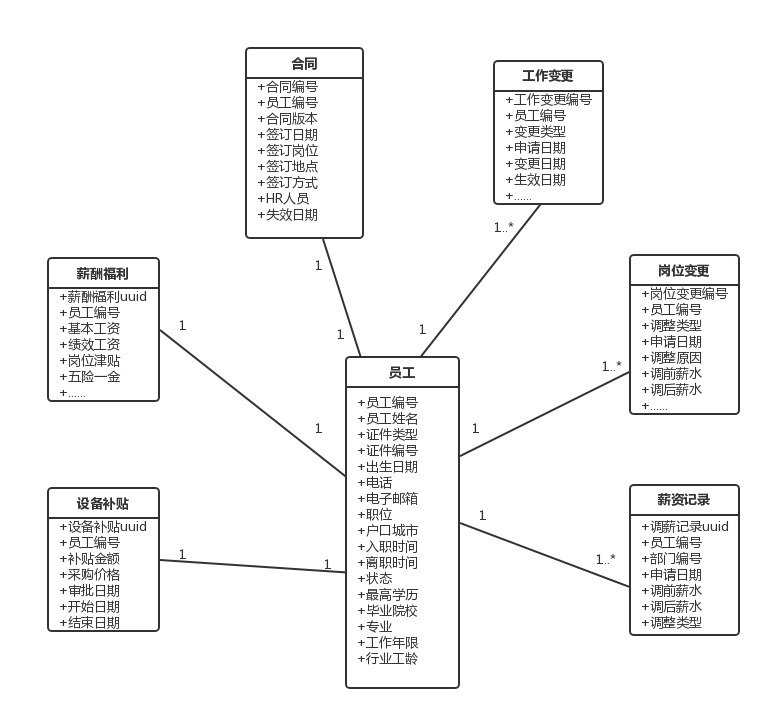 合同
+合同编号
+员工编号
+合同版本
+签订日期
+签订岗位
+签订地点
+签订方式
+HR人员
+失效日期
工作变更
+工作变更编号
+员工编号
+变更类型
+申请日期
+变更日期
+生效日期
+......
1..*
1
1
1
薪酬福利
+薪酬福利uuid
+员工编号
+基本工资
+绩效工资
+岗位津贴
+五险一金
+......
1
1
岗位变更
+岗位变更编号
+员工编号
+调整类型
+申请日期
+调整原因
+调前薪水
+调后薪水
+......
1..*
1
员工
+员工编号
+员工姓名
+证件类型
+证件编号
+出生日期
+电话
+电子邮箱
+职位
+户口城市
+入职时间
+离职时间
+状态
+最高学历
+毕业院校
+专业
+工作年限
+行业工龄
设备补贴
+设备补贴uuid
+员工编号
+补贴金额
+采购价格
+审批日期
+开始日期
+结束日期
1
1
薪资记录
+调薪记录uuid
+员工编号
+部门编号
+申请日期
+调前薪水
+调后薪水
+调整类型
1
1..*